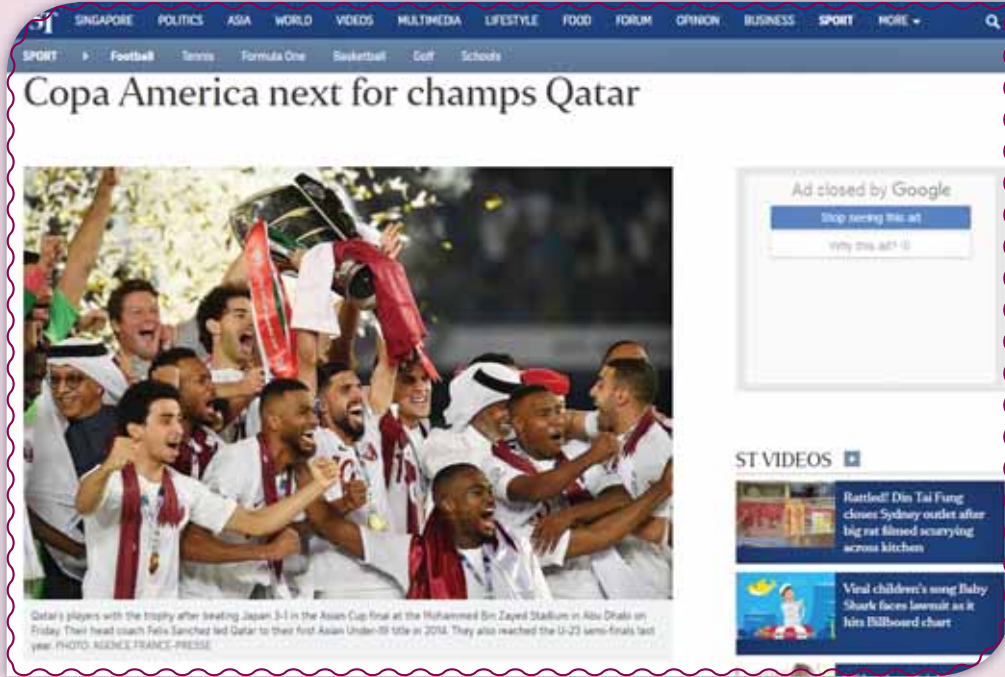 ST SINGAPORE POLITICS ASIA WORLD VIDEOS MULTIMEDIA LIFESTYLE FOOD FORUM OPINION BUSINESS SPORT MORE
SPORT Football Tennis Formula One Basketball Golf Schools
Copa America next for champs Qatar
Ad closed by Google
Stop seeing this ad
Why this ad?
Qatar's players with the trophy after beating Japan 3-1 in the Asian Cup final at the Mohammed Bin Zayed Stadium in Abu Dhabi on
Friday. Their head coach Felix Sanchez led Qatar to their first Asian Under-19 title in 2014. They also reached the U-23 semi-finals last
year. PHOTO: AGENCE FRANCE-PRESSE
ST VIDEOS
Rattled! Din Tai Fung
closes Sydney outlet after
big rat filmed scurrying
across kitchen
Viral children's song Baby
Shark faces lawsuit as it
hits Billboard chart